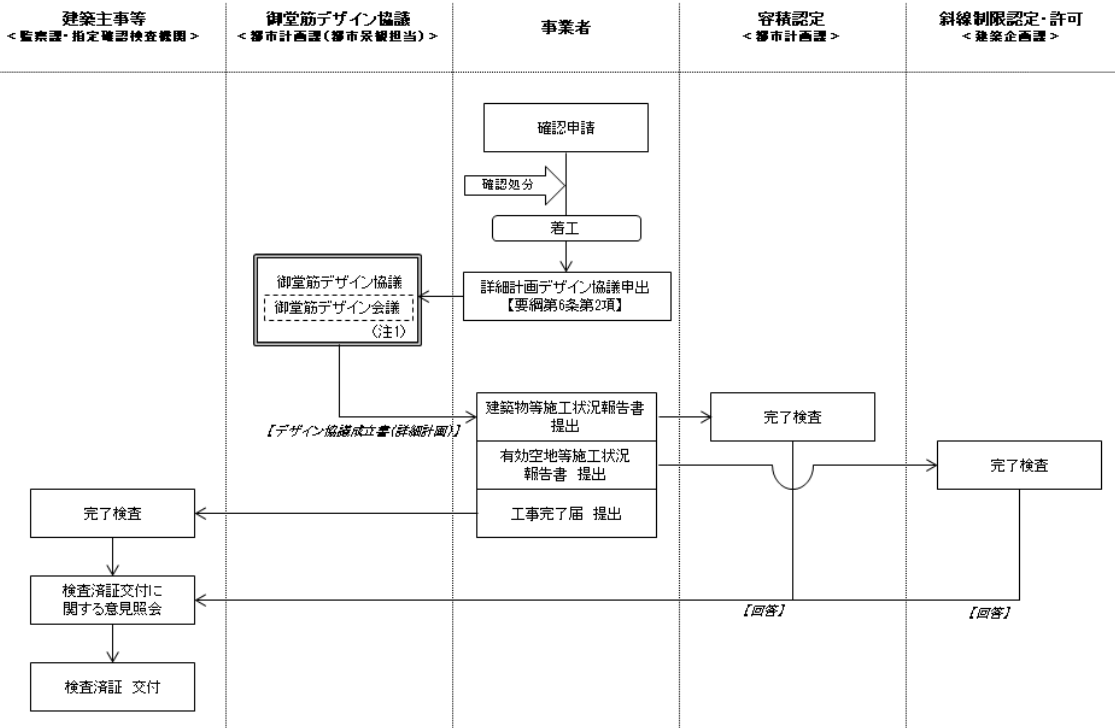 建築主事等
<監察課・指定確認検査機関>
御堂筋デザイン協議
<都市計画課(都市景観担当)>
事業者
容積認定
<都市計画課>
斜線制限認定・許可
<建築企画課>
確認申請
確認処分
着工
詳細計画デザイン協議申出
【要綱第6条第2項】
御堂筋デザイン協議
御堂筋デザイン会議
(注1)
【デザイン協議成立書(詳細計画)】
建築物等施工状況報告書
提出
完了検査
有効空地等施工状況
報告書 提出
完了検査
工事完了届 提出
完了検査
検査済証交付に
関する意見照会
【回答】
【回答】
検査済証 交付